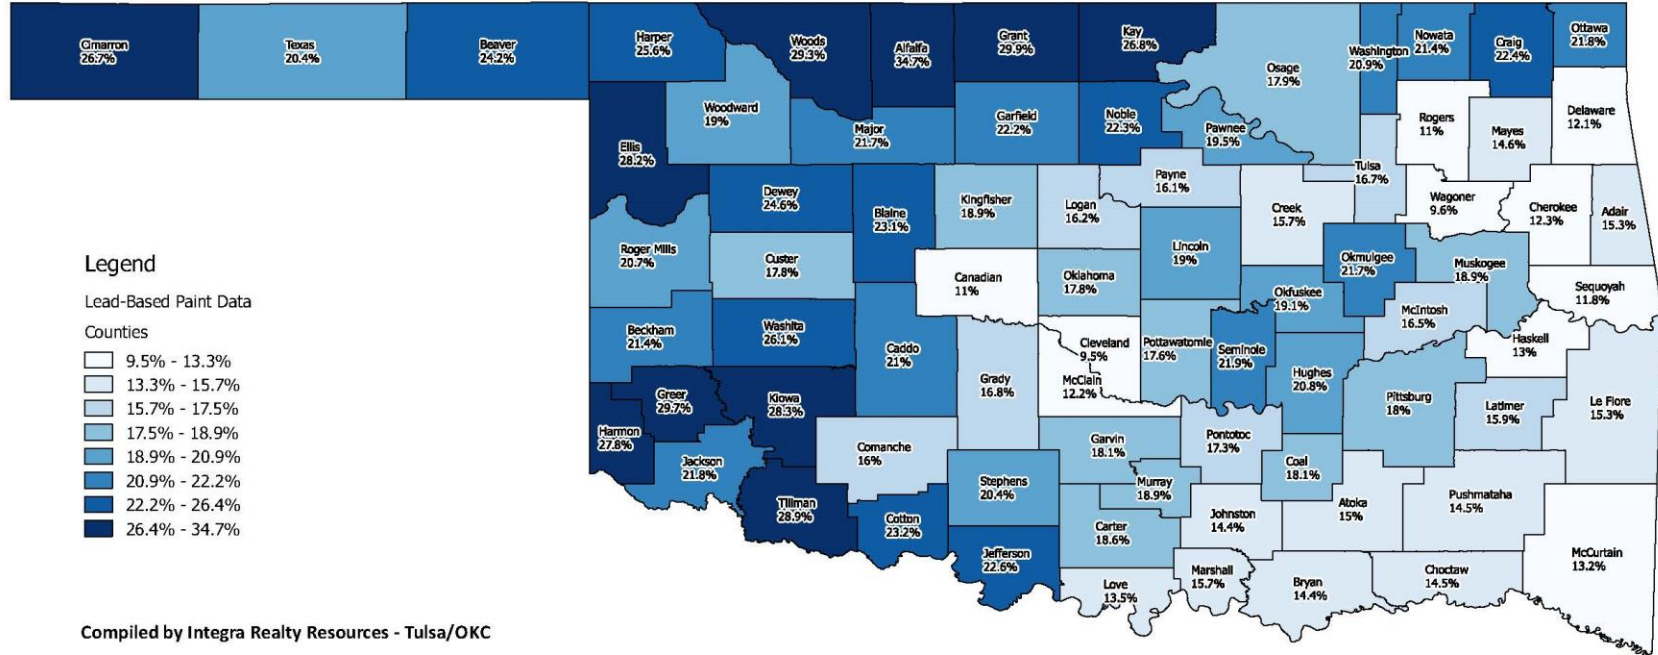 Cimarron
26.7%
Texas
20.4%
Beaver
24.2%
Harper
25.6%
Woods
29.3%
Alfalfa
34.7%
Grant
29.9%
Kay
26.8%
Osage
17.9%
Washington
20.9%
Nowata
21.4%
Craig
22.4%
Ottawa
21.8%
Ellis
28.2%
Woodward
19%
Major
21.7%
Garfield
22.2%
Noble
22.3%
Pawnee
19.5%
Rogers
11%
Mayes
14.6%
Delaware
12.1%
Dewey
24.6%
Blaine
23.1%
Kingfisher
18.9%
Logan
16.2%
Payne
16.1%
Creek
15.7%
Tulsa
16.7%
Wagoner
9.6%
Cherokee
12.3%
Adair
15.3%
Roger Mills
20.7%
Custer
17.8%
Canadian
11%
Oklahoma
17.8%
Lincoln
19%
Okmulgee
21.7%
Muskogee
18.9%
Sequoyah
11.8%
Beckham
21.4%
Washita
26.1%
Caddo
21%
Grady
16.8%
Cleveland
9.5%
McClain
12.2%
Pottawatomie
17.6%
Seminole
21.9%
Okfuskee
19.1%
McIntosh
16.5%
Haskell
13%
Hughes
20.8%
Pittsburg
18%
Latimer
15.9%
Le Flore
15.3%
Greer
29.7%
Harmon
27.8%
Kiowa
28.3%
Jackson
21.8%
Comanche
16%
Tillman
28.9%
Cotton
23.2%
Stephens
20.4%
Jefferson
22.6%
Garvin
18.1%
Murray
18.9%
Carter
18.6%
Love
13.5%
Pontotoc
17.3%
Coal
18.1%
Johnston
14.4%
Atoka
15%
Pushmataha
14.5%
Marshall
15.7%
Bryan
14.4%
Choctaw
14.5%
McCurtain
13.2%
Legend
Lead-Based Paint Data
Counties
9.5% - 13.3%
13.3% - 15.7%
15.7% - 17.5%
17.5% - 18.9%
18.9% - 20.9%
20.9% - 22.2%
22.2% - 26.4%
26.4% - 34.7%
Compiled by Integra Realty Resources - Tulsa/OKC